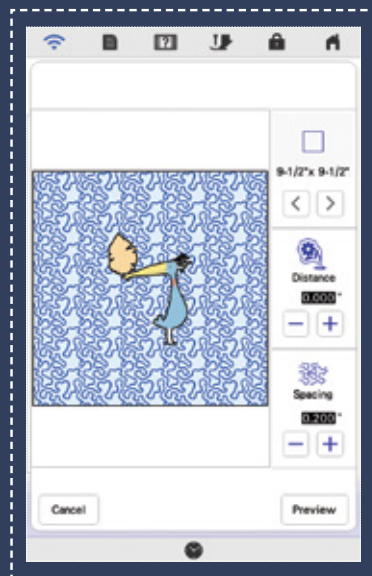 9-1/2"x 9-1/2"
Distance
0.000"
Spacing
0.200"
Cancel
Preview